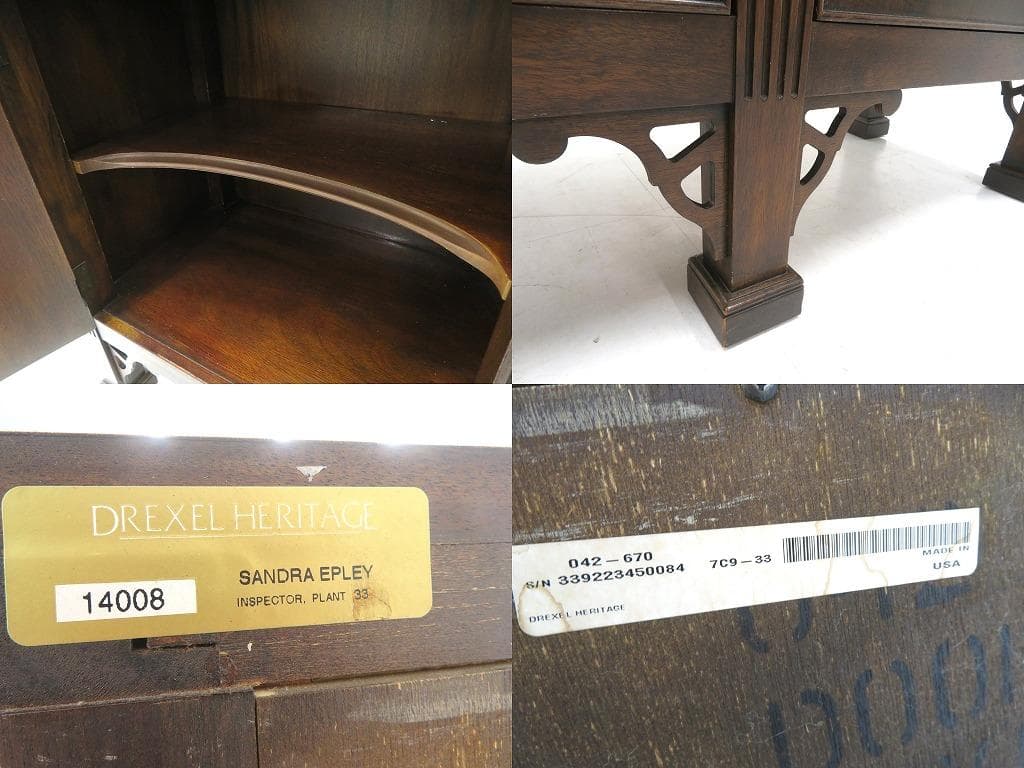 DREXEL HERITAGE
SANDRA EPLEY
14008
INSPECTOR, PLANT 33
042-670 7C9-33
S/N 339223450084
MADE IN
USA
DREXEL HERITAGE